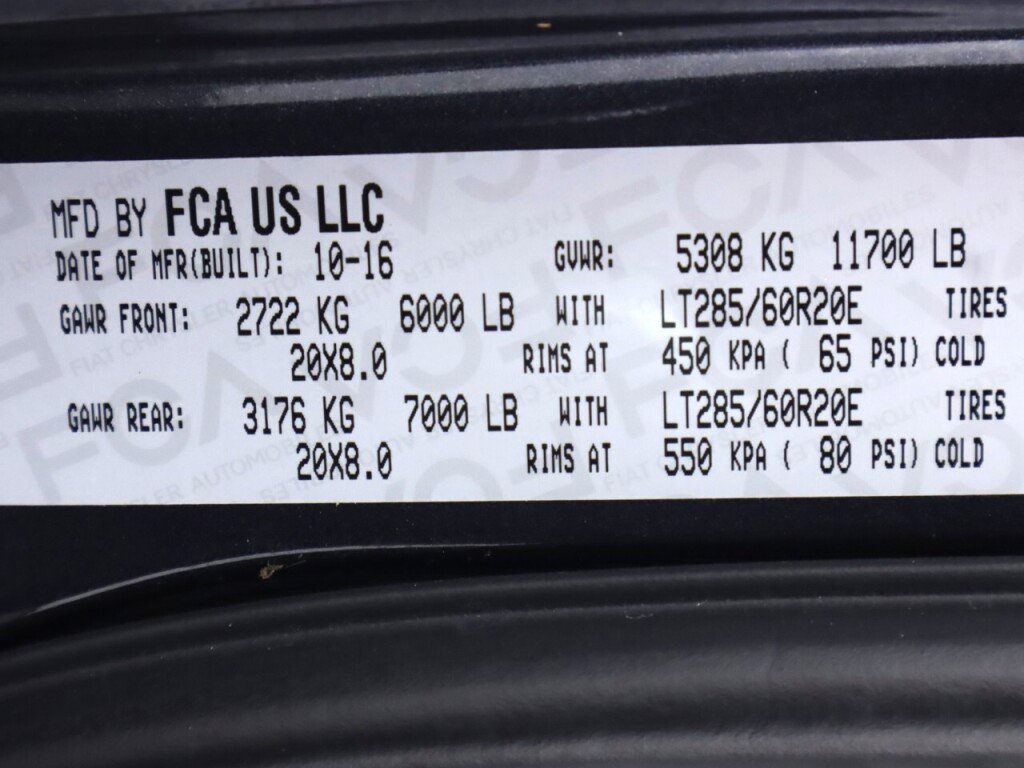 MFD BY FCA US LLC
DATE OF MFR(BUILT): 10-16 GVWR: 5308 KG 11700 LB
GAWR FRONT: 2722 KG 6000 LB WITH LT285/60R20E TIRES
20X8.0 RIMS AT 450 KPA ( 65 PSI) COLD
GAWR REAR: 3176 KG 7000 LB WITH LT285/60R20E TIRES
20X8.0 RIMS AT 550 KPA ( 80 PSI) COLD